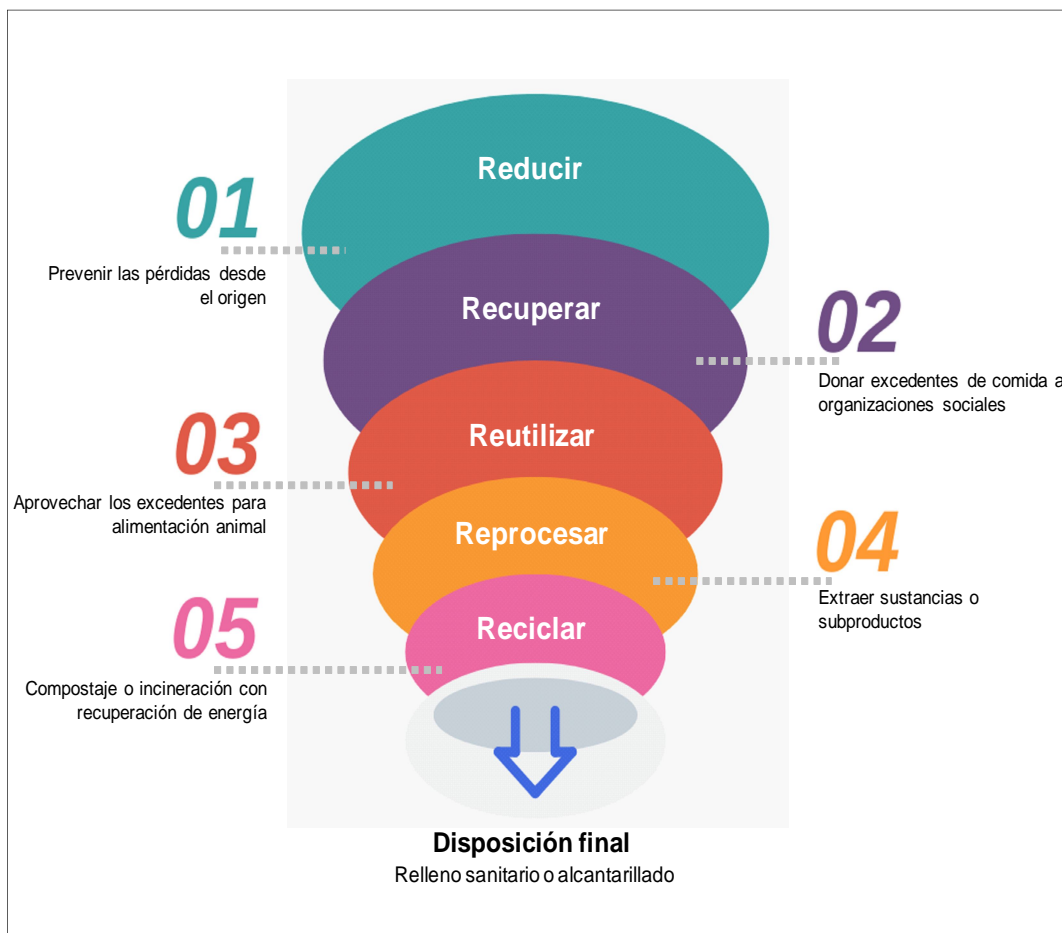 Reducir
01
Prevenir las pérdidas desde
el origen
Recuperar
02
Donar excedentes de comida a
organizaciones sociales
Reutilizar
03
Aprovechar los excedentes para
alimentación animal
Reprocesar
04
Extraer sustancias o
subproductos
Reciclar
05
Compostaje o incineración con
recuperación de energía
Disposición final
Relleno sanitario o alcantarillado